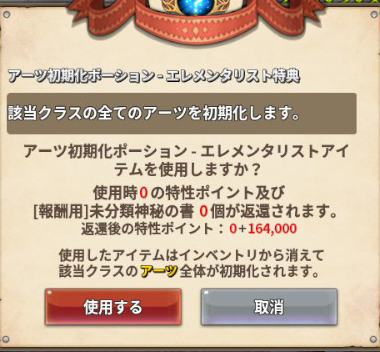 アーツ初期化ポーション - エレメンタリスト特典
該当クラスの全てのアーツを初期化します。
アーツ初期化ポーション - エレメンタリストアイ
テムを使用しますか？
使用時0の特性ポイント及び
[報酬用]未分類神秘の書 0個が返還されます。
返還後の特性ポイント： 0+164,000
使用したアイテムはインベントリから消えて
該当クラスのアーツ全体が初期化されます。
使用する
取消